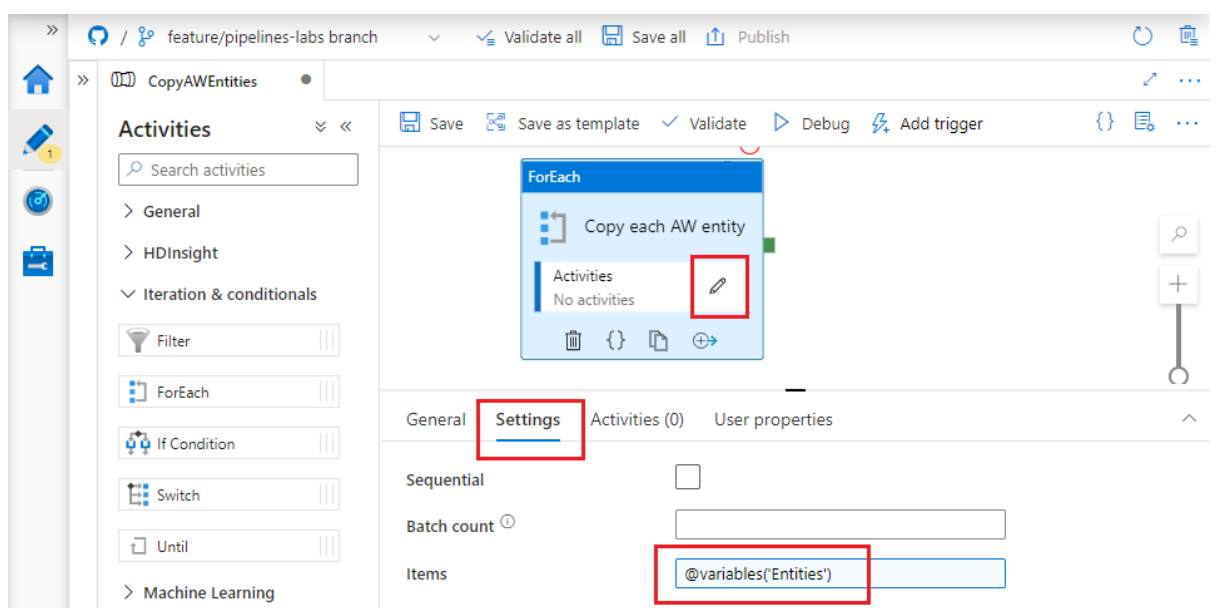 » / feature/pipelines-labs branch Validate all Save all Publish
» CopyAWEntities ● ...
Activities « Save Save as template Validate Debug Add trigger {} ...
1
Search activities
ForEach
General
Copy each AW entity
HDInsight
Activities
No activities
Iteration & conditionals
{}
Filter
ForEach
General Settings Activities (0) User properties
If Condition
Sequential
Switch
Batch count
Until
Items @variables('Entities')
Machine Learning